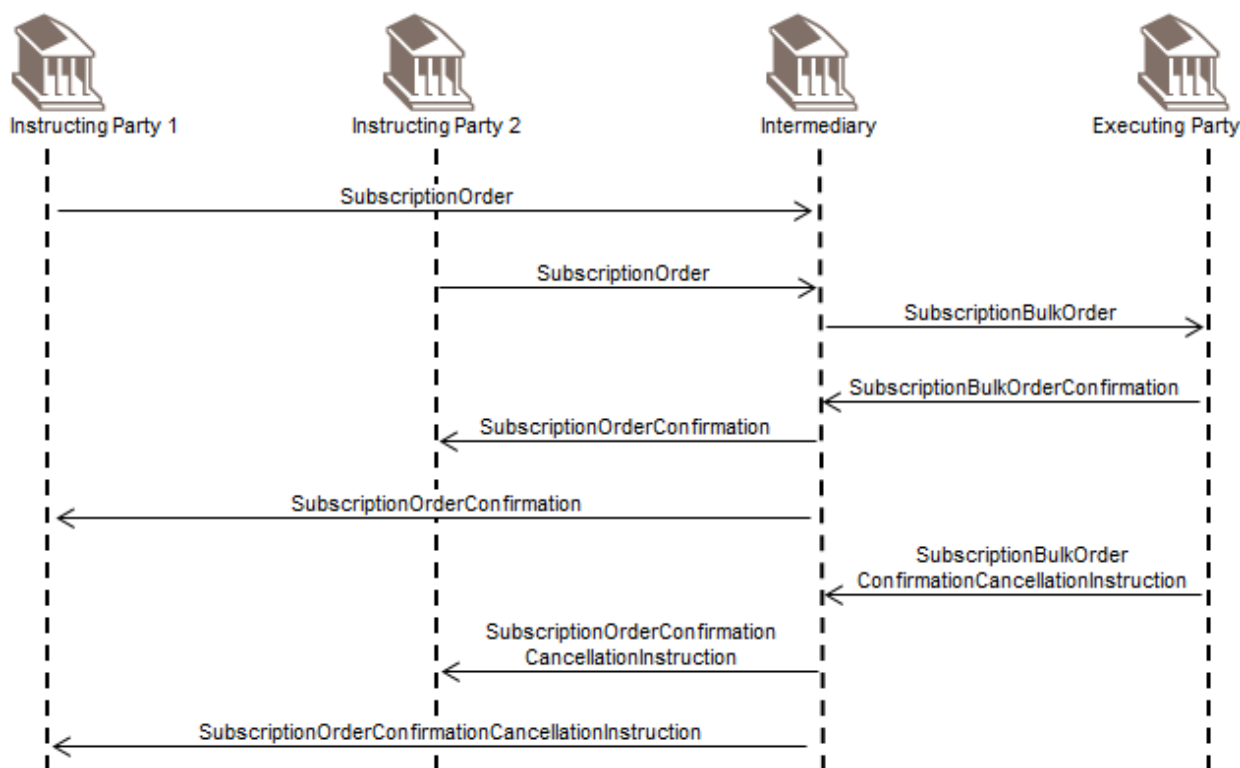 Instructing Party 1
Instructing Party 2
Intermediary
Executing Party
SubscriptionOrder
SubscriptionOrder
SubscriptionBulkOrder
SubscriptionBulkOrderConfirmation
SubscriptionOrderConfirmation
SubscriptionOrderConfirmation
SubscriptionBulkOrder
ConfirmationCancellationInstruction
SubscriptionOrderConfirmation
CancellationInstruction
SubscriptionOrderConfirmationCancellationInstruction